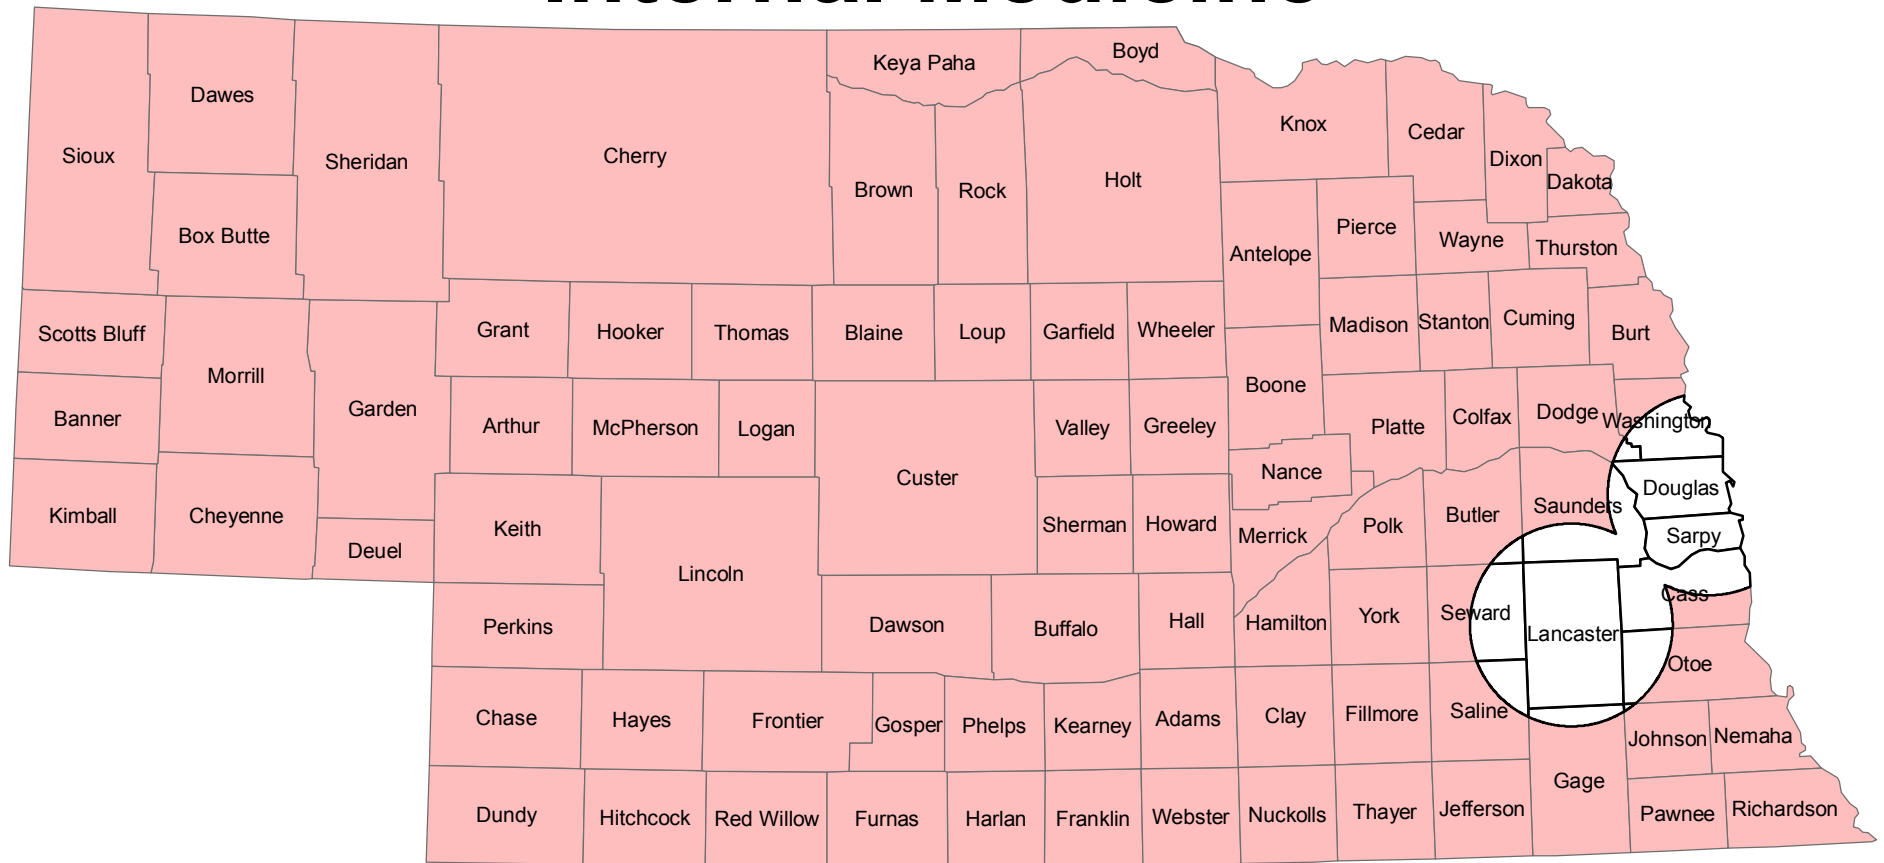 Internal Medicine
Keya Paha
Boyd
Dawes
Knox
Cedar
Sioux
Sheridan
Cherry
Dixon
Holt
Dakota
Brown
Rock
Pierce
Box Butte
Wayne
Thurston
Antelope
Scotts Bluff
Grant
Hooker
Thomas
Blaine
Loup
Garfield
Wheeler
Madison
Stanton
Cuming
Burt
Morrill
Boone
Garden
Banner
Arthur
McPherson
Logan
Valley
Greeley
Platte
Colfax
Dodge
Washington
Custer
Nance
Douglas
Kimball
Cheyenne
Keith
Sherman
Howard
Merrick
Polk
Butler
Saunders
Sarpy
Deuel
Lincoln
Cass
Perkins
Dawson
Buffalo
Hall
Hamilton
York
Seward
Lancaster
Otoe
Chase
Hayes
Frontier
Gosper
Phelps
Kearney
Adams
Clay
Fillmore
Saline
Johnson
Nemaha
Gage
Dundy
Hitchcock
Red Willow
Furnas
Harlan
Franklin
Webster
Nuckolls
Thayer
Jefferson
Pawnee
Richardson